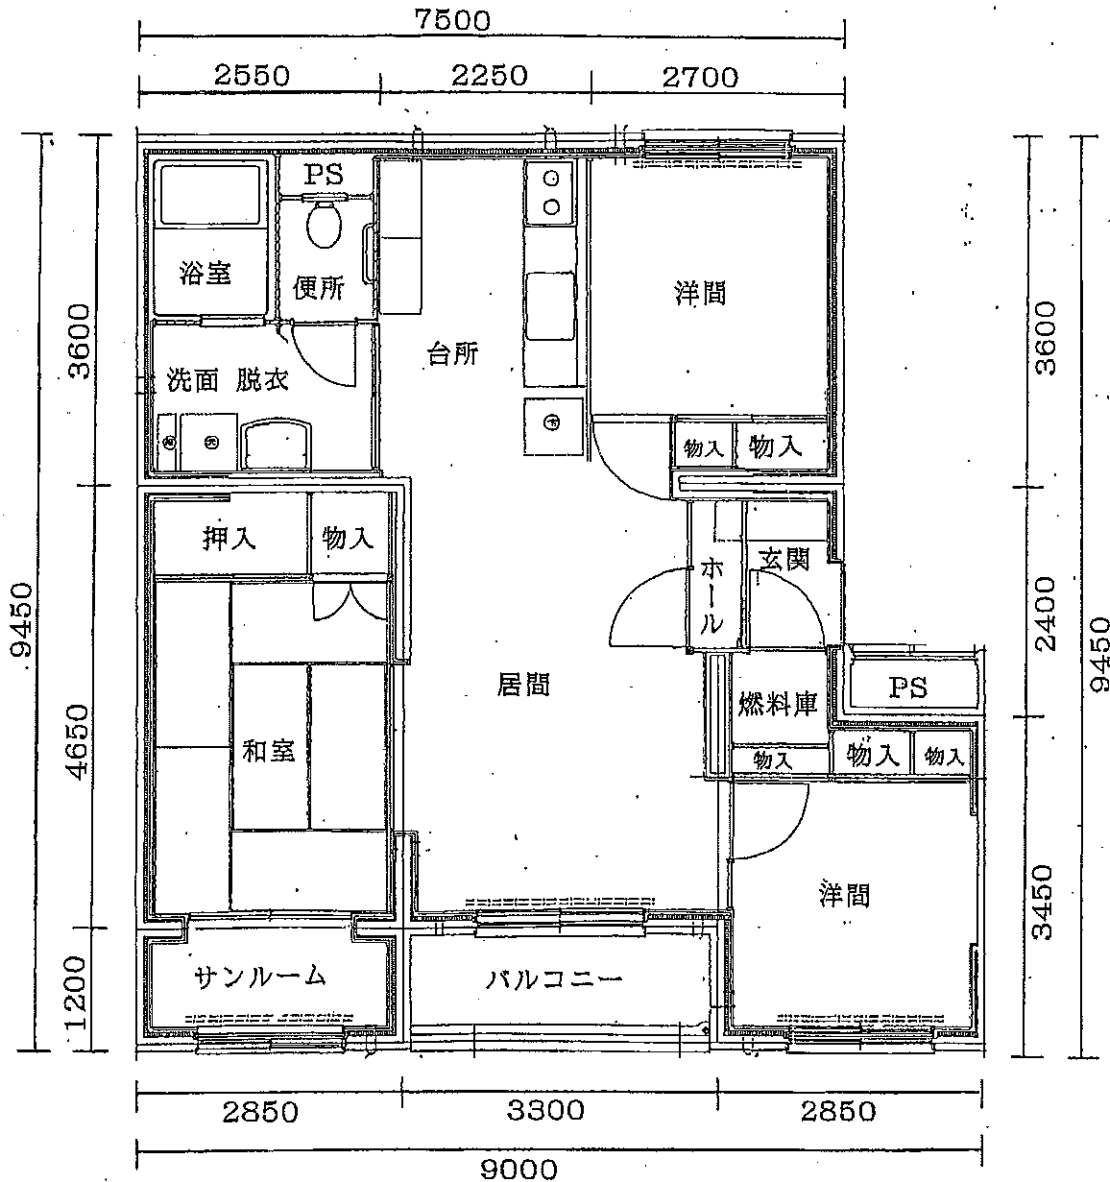 7500
2550
2250
2700
PS
浴室
便所
洋間
台所
洗面 脱衣
物入
物入
3600
3600
押入
物入
ホール
玄関
9450
2400
9450
居間
PS
燃料庫
和室
4650
物入
物入
物入
洋間
3450
サンルーム
バルコニー
1200
2850
3300
2850
9000